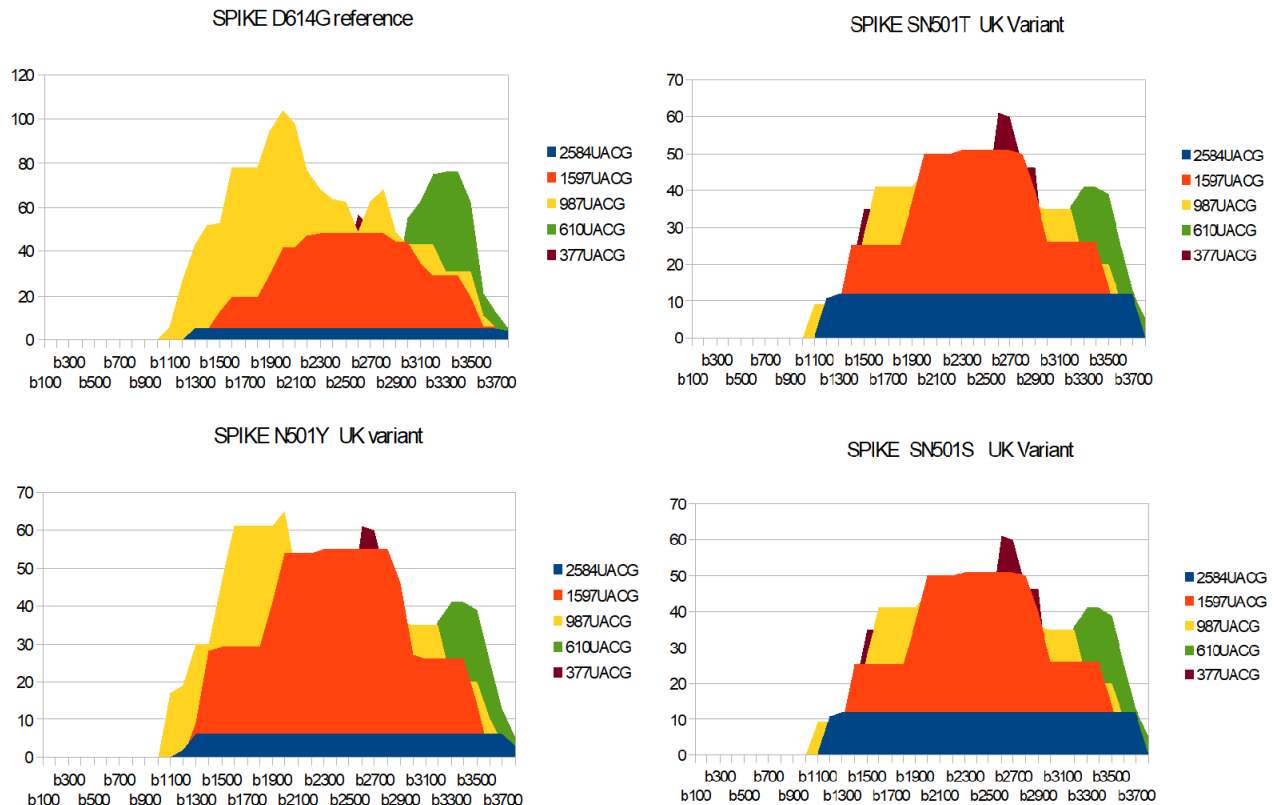 SPIKE D614G reference
120
100
80
60
40
20
0
b300 b700 b1100 b1500 b1900 b2300 b2700 b3100 b3500
b100 b500 b900 b1300 b1700 b2100 b2500 b2900 b3300 b3700
2584UACG
1597UACG
987UACG
610UACG
377UACG
SPIKE SN501T UK Variant
70
60
50
40
30
20
10
0
b300 b700 b1100 b1500 b1900 b2300 b2700 b3100 b3500
b100 b500 b900 b1300 b1700 b2100 b2500 b2900 b3300 b3700
2584UACG
1597UACG
987UACG
610UACG
377UACG
SPIKE N501Y UK variant
70
60
50
40
30
20
10
0
b300 b700 b1100 b1500 b1900 b2300 b2700 b3100 b3500
b100 b500 b900 b1300 b1700 b2100 b2500 b2900 b3300 b3700
2584UACG
1597UACG
987UACG
610UACG
377UACG
SPIKE SN501S UK Variant
70
60
50
40
30
20
10
0
b300 b700 b1100 b1500 b1900 b2300 b2700 b3100 b3500
b100 b500 b900 b1300 b1700 b2100 b2500 b2900 b3300 b3700
2584UACG
1597UACG
987UACG
610UACG
377UACG